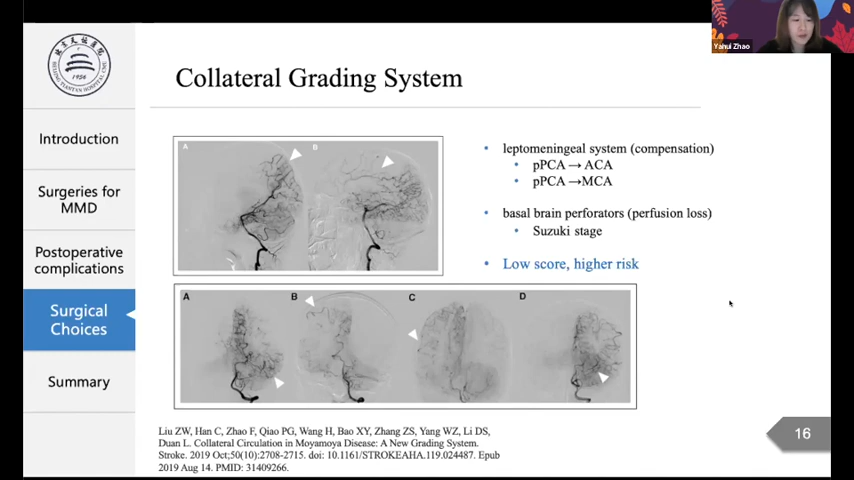 Yahui Zhao
1956
BEIJING TIANTAN HOSPITAL
Collateral Grading System
Introduction
Surgeries for
MMD
Postoperative
complications
Surgical
Choices
Summary
A
B
A
B
C
D
• leptomeningeal system (compensation)
• pPCA → ACA
• pPCA →MCA
• basal brain perforators (perfusion loss)
• Suzuki stage
• Low score, higher risk
Liu ZW, Han C, Zhao F, Qiao PG, Wang H, Bao XY, Zhang ZS, Yang WZ, Li DS,
Duan L. Collateral Circulation in Moyamoya Disease: A New Grading System.
Stroke. 2019 Oct;50(10):2708-2715. doi: 10.1161/STROKEAHA.119.024487. Epub
2019 Aug 14. PMID: 31409266.
16